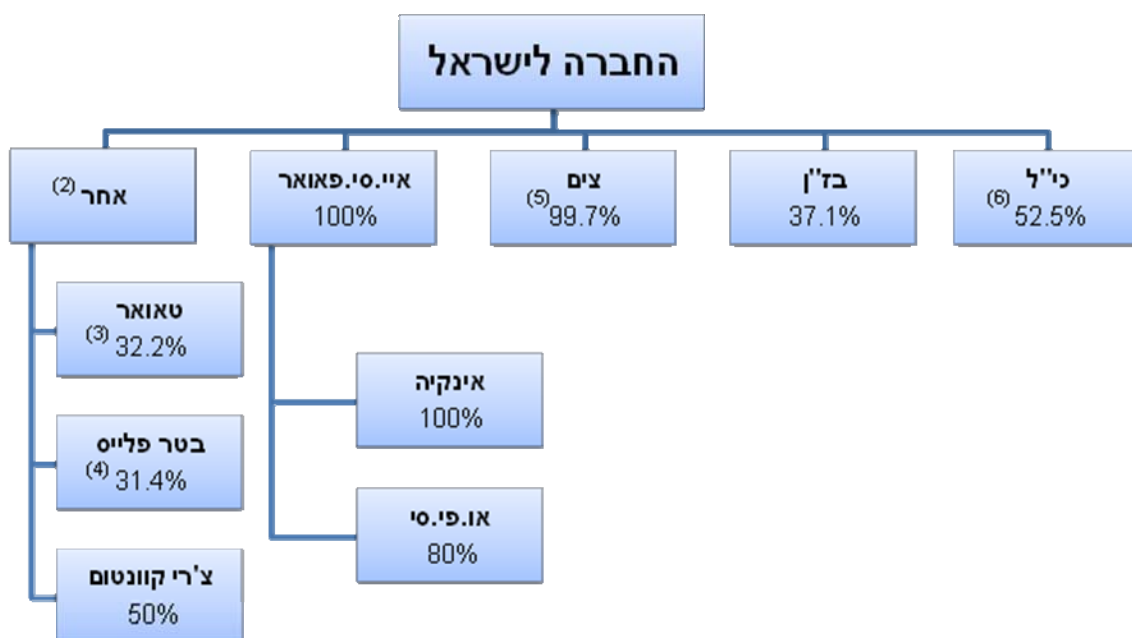 החברה לישראל
כי"ל
52.5% (6)
בז"ן
37.1%
צים
99.7% (5)
איי.סי.פאואר
100%
אחר (2)
אינקיה
100%
או.פי.סי
80%
טאואר
32.2% (3)
בטר פלייס
31.4% (4)
צ'רי קוונטום
50%